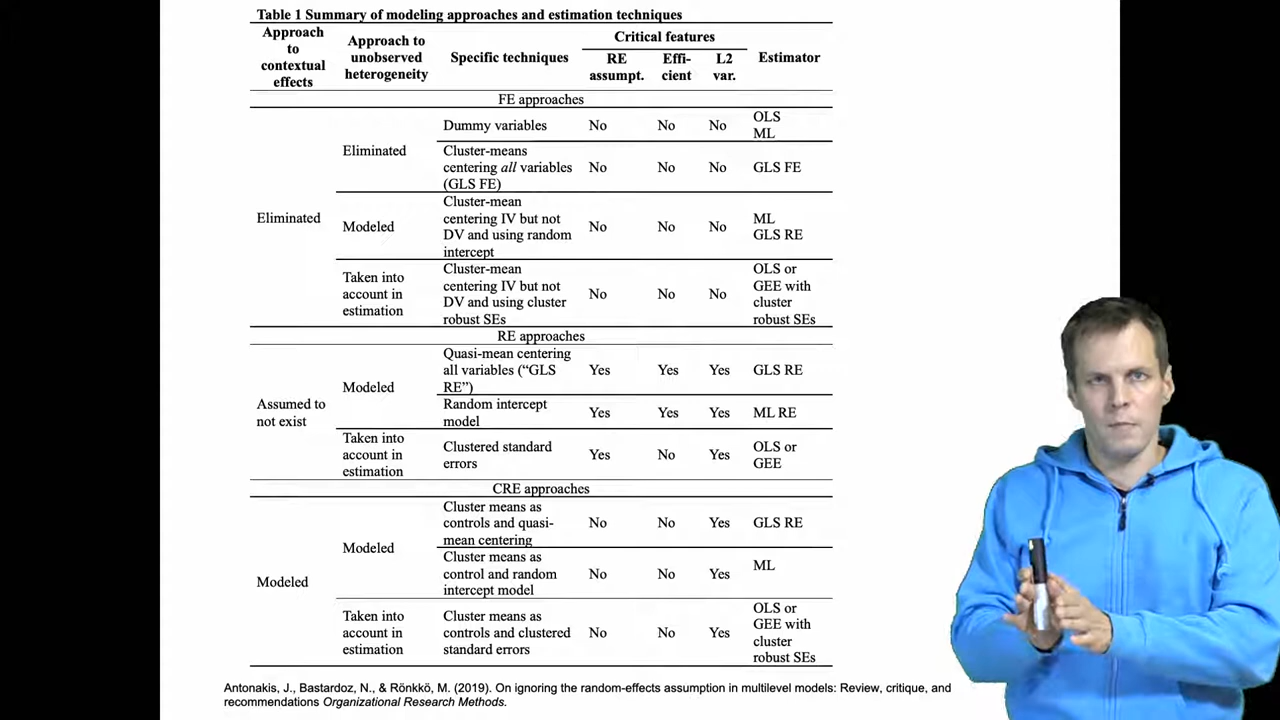 Table 1 Summary of modeling approaches and estimation techniques
Approach
to
contextual
effects
Approach to
unobserved
heterogeneity
Specific techniques
Critical features
RE
assumpt.
Effi-
cient
L2
var.
Estimator
FE approaches
Eliminated
Eliminated
Dummy variables
No
No
No
OLS
ML
Cluster-means
centering all variables
(GLS FE)
No
No
No
GLS FE
Modeled
Cluster-mean
centering IV but not
DV and using random
intercept
No
No
No
ML
GLS RE
Taken into
account in
estimation
Cluster-mean
centering IV but not
DV and using cluster
robust SEs
No
No
No
OLS or
GEE with
cluster
robust SEs
RE approaches
Assumed to
not exist
Modeled
Quasi-mean centering
all variables (“GLS
RE”)
Yes
Yes
Yes
GLS RE
Random intercept
model
Yes
Yes
Yes
ML RE
Taken into
account in
estimation
Clustered standard
errors
Yes
No
Yes
OLS or
GEE
CRE approaches
Modeled
Modeled
Cluster means as
controls and quasi-
mean centering
No
No
Yes
GLS RE
Cluster means as
control and random
intercept model
No
No
Yes
ML
Taken into
account in
estimation
Cluster means as
controls and clustered
standard errors
No
No
Yes
OLS or
GEE with
cluster
robust SEs
Antonakis, J., Bastardoz, N., & Rönkkö, M. (2019). On ignoring the random-effects assumption in multilevel models: Review, critique, and
recommendations Organizational Research Methods.